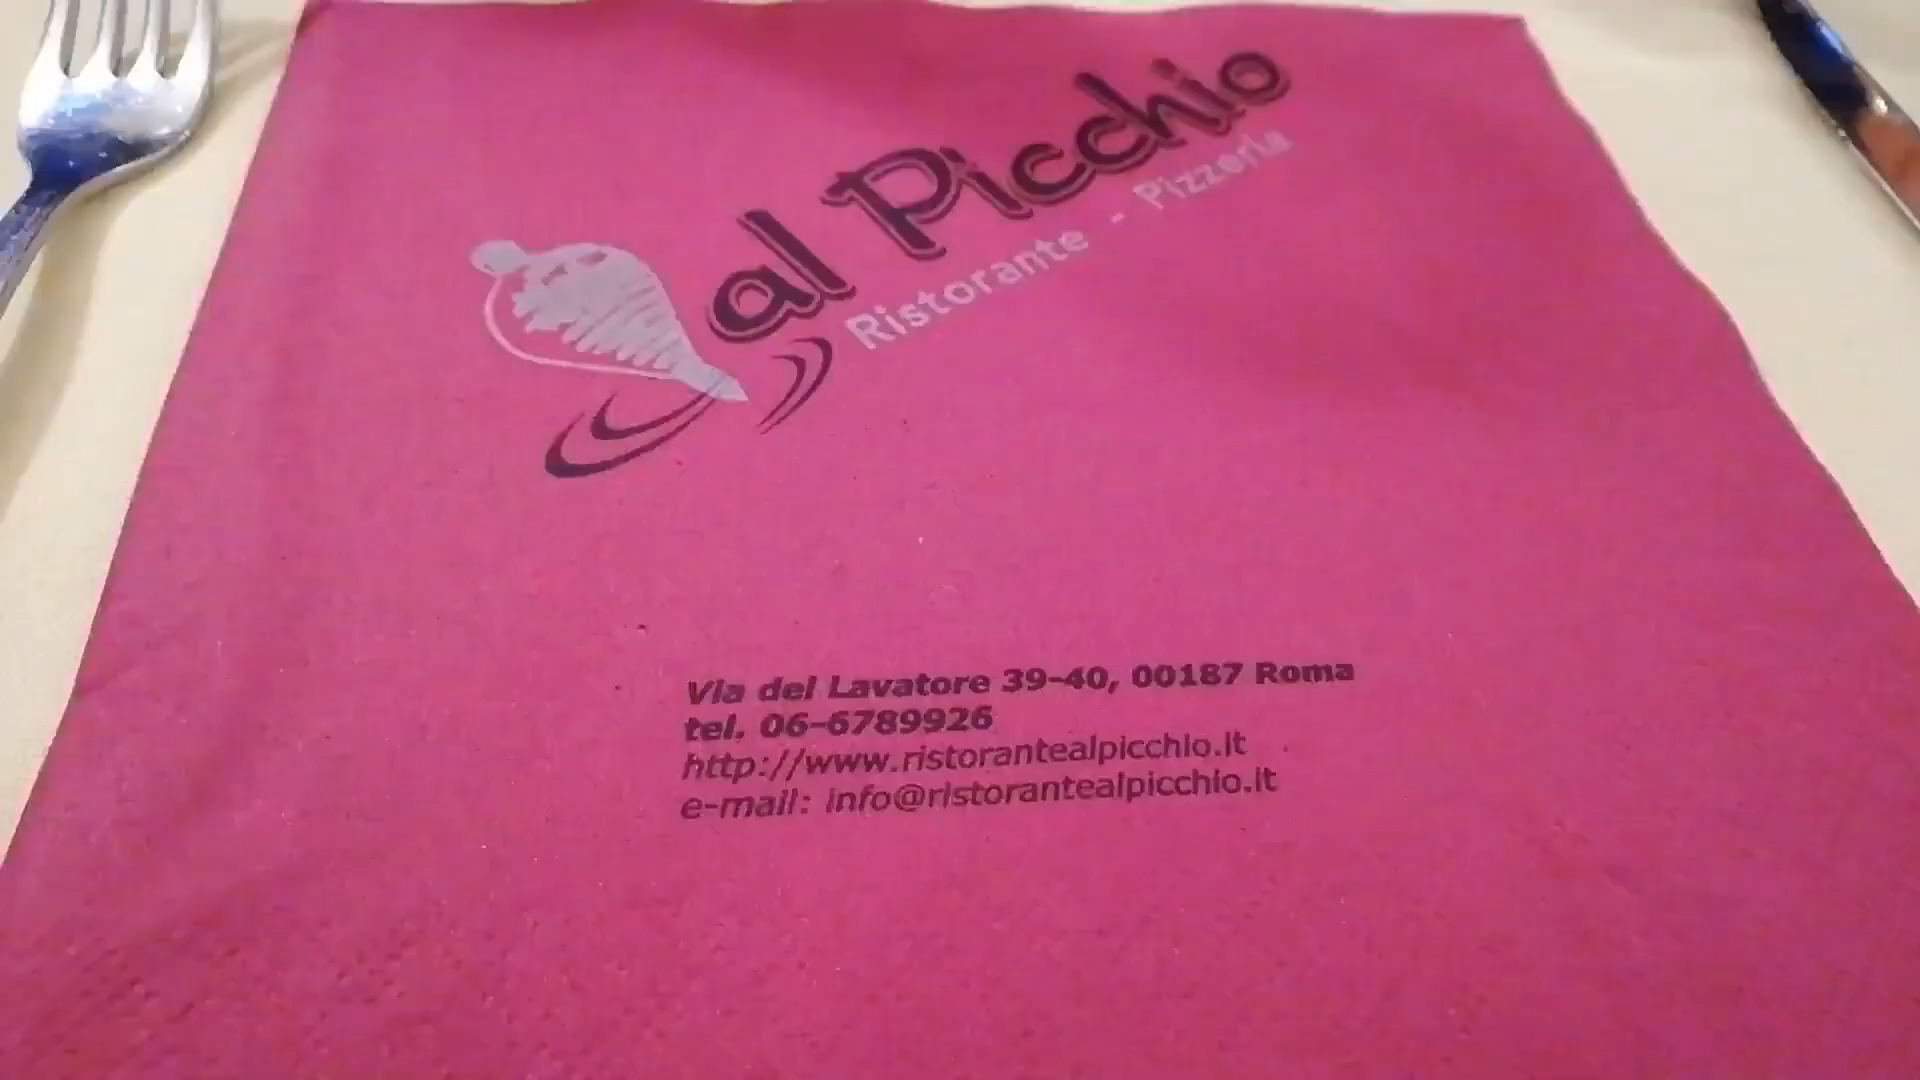 al Picchio
Ristorante - Pizzeria
Via del Lavatore 39-40, 00187 Roma
tel. 06-6789926
http://www.ristorantealpicchio.it
e-mail: info@ristorantealpicchio.it